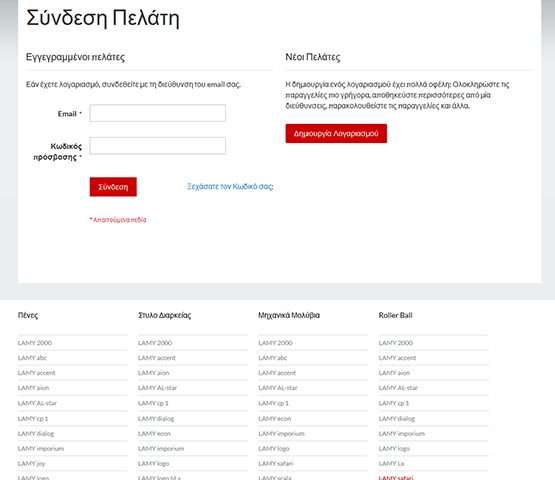 Σύνδεση Πελάτη
Εγγεγραμμένοι πελάτες
Εάν έχετε λογαριασμό, συνδεθείτε με τη διεύθυνση του email σας.
Email *
Κωδικός
πρόσβασης *
Σύνδεση
Ξεχάσατε τον Κωδικό σας;
* Απαιτούμενα πεδία
Νέοι Πελάτες
Η δημιουργία ενός λογαριασμού έχει πολλά οφέλη: Ολοκληρώστε τις
παραγγελίες πιο γρήγορα, αποθηκεύστε περισσότερες από μία
διευθύνσεις, παρακολουθείστε τις παραγγελίες και άλλα.
Δημιουργία Λογαριασμού
Πένες
LAMY 2000
LAMY abc
LAMY accent
LAMY aion
LAMY AL-star
LAMY cp 1
LAMY dialog
LAMY imporium
LAMY joy
LAMY logo
Στυλο Διαρκείας
LAMY 2000
LAMY accent
LAMY aion
LAMY AL-star
LAMY cp 1
LAMY dialog
LAMY econ
LAMY imporium
LAMY logo
LAMY logo M +
Μηχανικά Μολύβια
LAMY 2000
LAMY abc
LAMY accent
LAMY AL-star
LAMY cp 1
LAMY econ
LAMY imporium
LAMY logo
LAMY safari
LAMY scala
Roller Ball
LAMY 2000
LAMY accent
LAMY aion
LAMY AL-star
LAMY cp 1
LAMY dialog
LAMY imporium
LAMY logo
LAMY Lx
LAMY safari